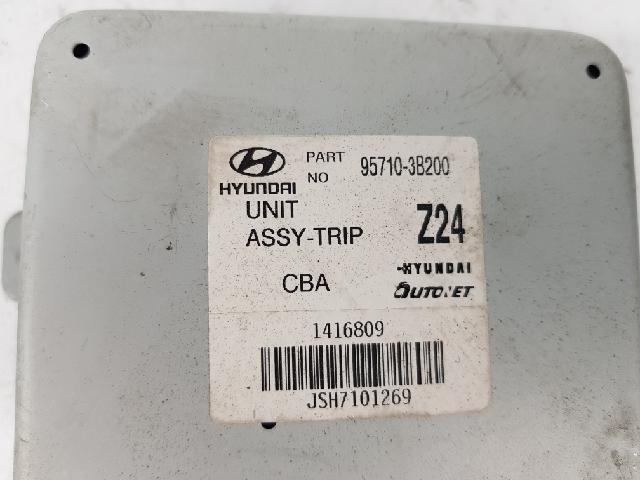 HYUNDAI
PART NO 95710-3B200
UNIT
ASSY-TRIP Z24
CBA
HYUNDAI
AUTONET
1416809
JSH7101269